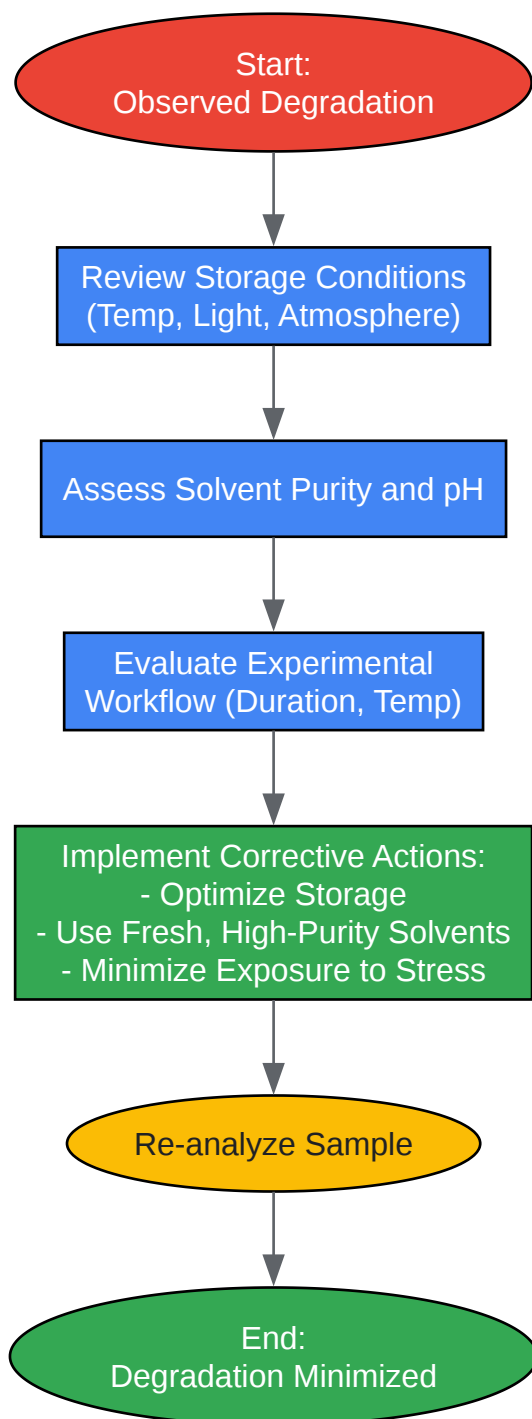 Start:
Observed Degradation
Review Storage Conditions
(Temp, Light, Atmosphere)
Assess Solvent Purity and pH
Evaluate Experimental
Workflow (Duration, Temp)
Implement Corrective Actions:
- Optimize Storage
- Use Fresh, High-Purity Solvents
- Minimize Exposure to Stress
Re-analyze Sample
End:
Degradation Minimized